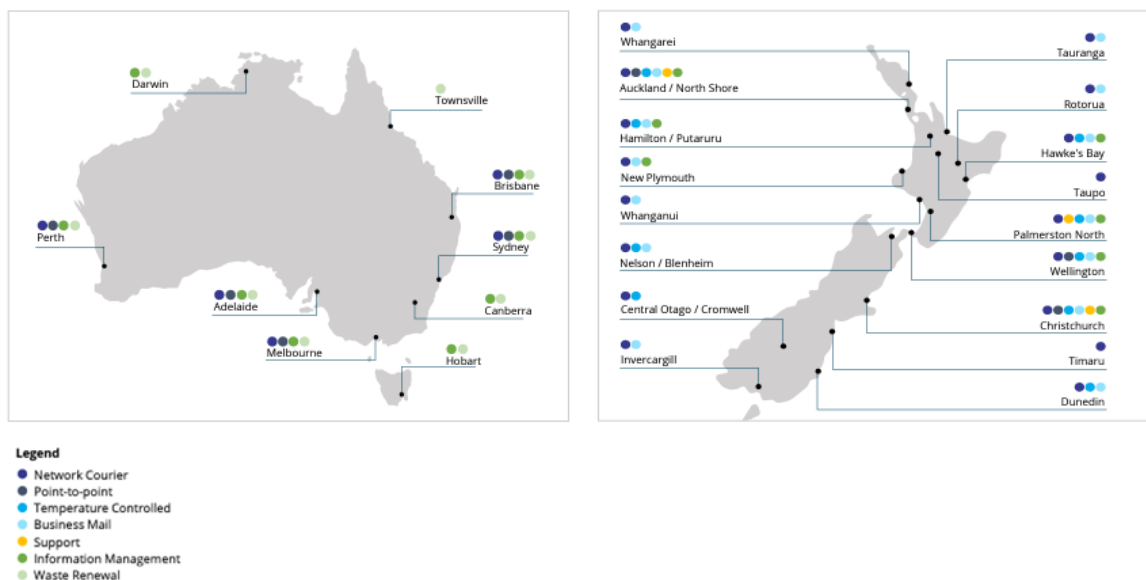 Darwin
Townsville
Brisbane
Perth
Sydney
Adelaide
Canberra
Melbourne
Hobart
Whangarei
Tauranga
Auckland / North Shore
Rotorua
Hamilton / Putaruru
Hawke's Bay
New Plymouth
Taupo
Whanganui
Palmerston North
Nelson / Blenheim
Wellington
Central Otago / Cromwell
Christchurch
Invercargill
Timaru
Dunedin
Legend
Network Courier
Point-to-point
Temperature Controlled
Business Mail
Support
Information Management
Waste Renewal